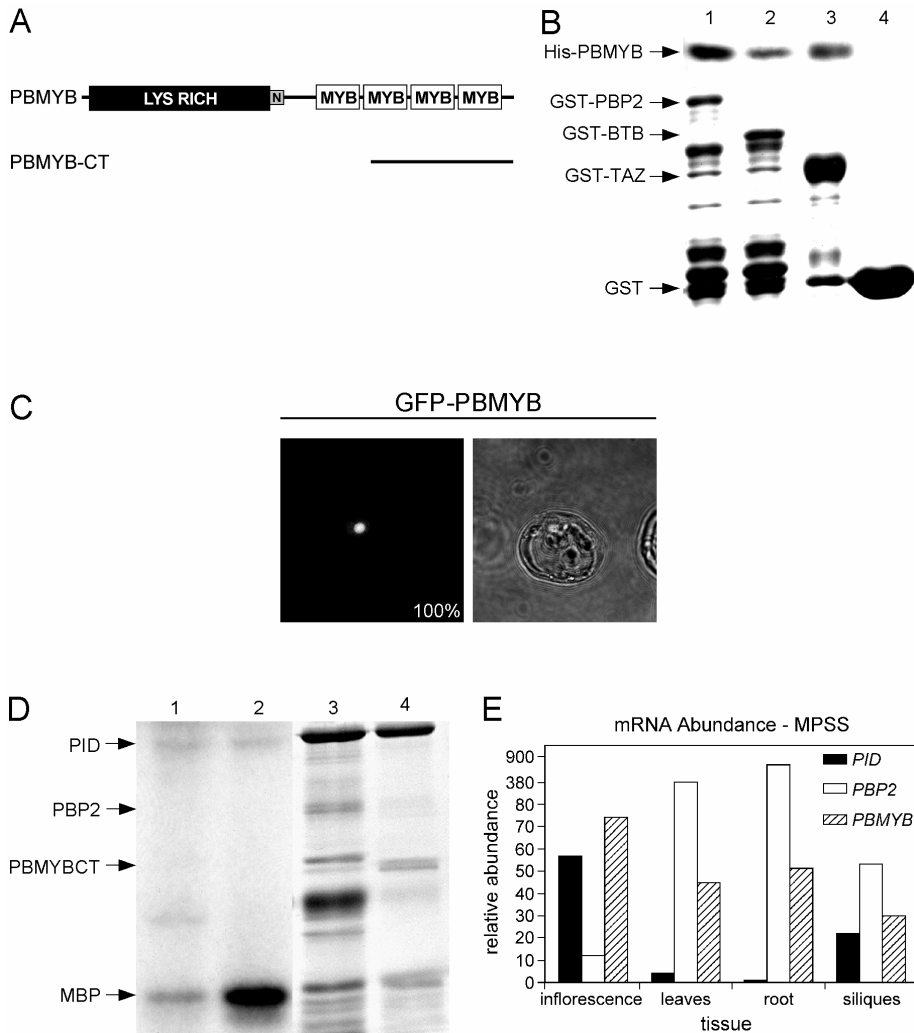 A
PBMYB
LYS RICH
N
MYB MYB MYB MYB
PBMYB-CT
B
1 2 3 4
His-PBMYB
GST-PBP2
GST-BTB
GST-TAZ
GST
C
GFP-PBMYB
100%
D
1 2 3 4
PID
PBP2
PBMYBCT
MBP
E
mRNA Abundance - MPSS
relative abundance
900
380
70
60
50
40
30
20
10
0
PID
PBP2
PBMYB
inflorescence leaves root siliques
tissue